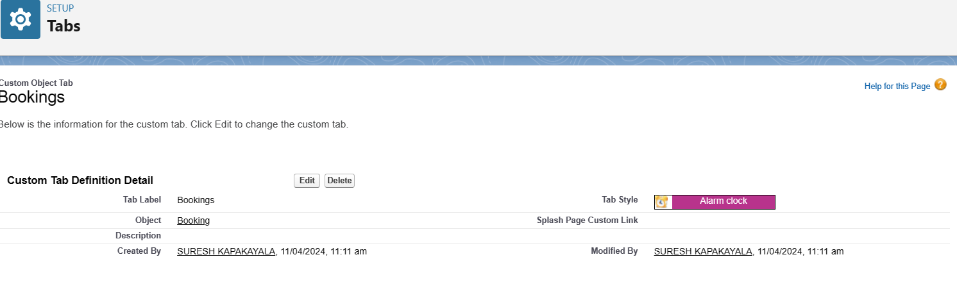 SETUP
Tabs
Custom Object Tab
Bookings
Help for this Page ?
Below is the information for the custom tab. Click Edit to change the custom tab.
Custom Tab Definition Detail Edit Delete
Tab Label Bookings Tab Style Alarm clock
Object Booking Splash Page Custom Link
Description
Created By SURESH KAPAKAYALA, 11/04/2024, 11:11 am Modified By SURESH KAPAKAYALA, 11/04/2024, 11:11 am